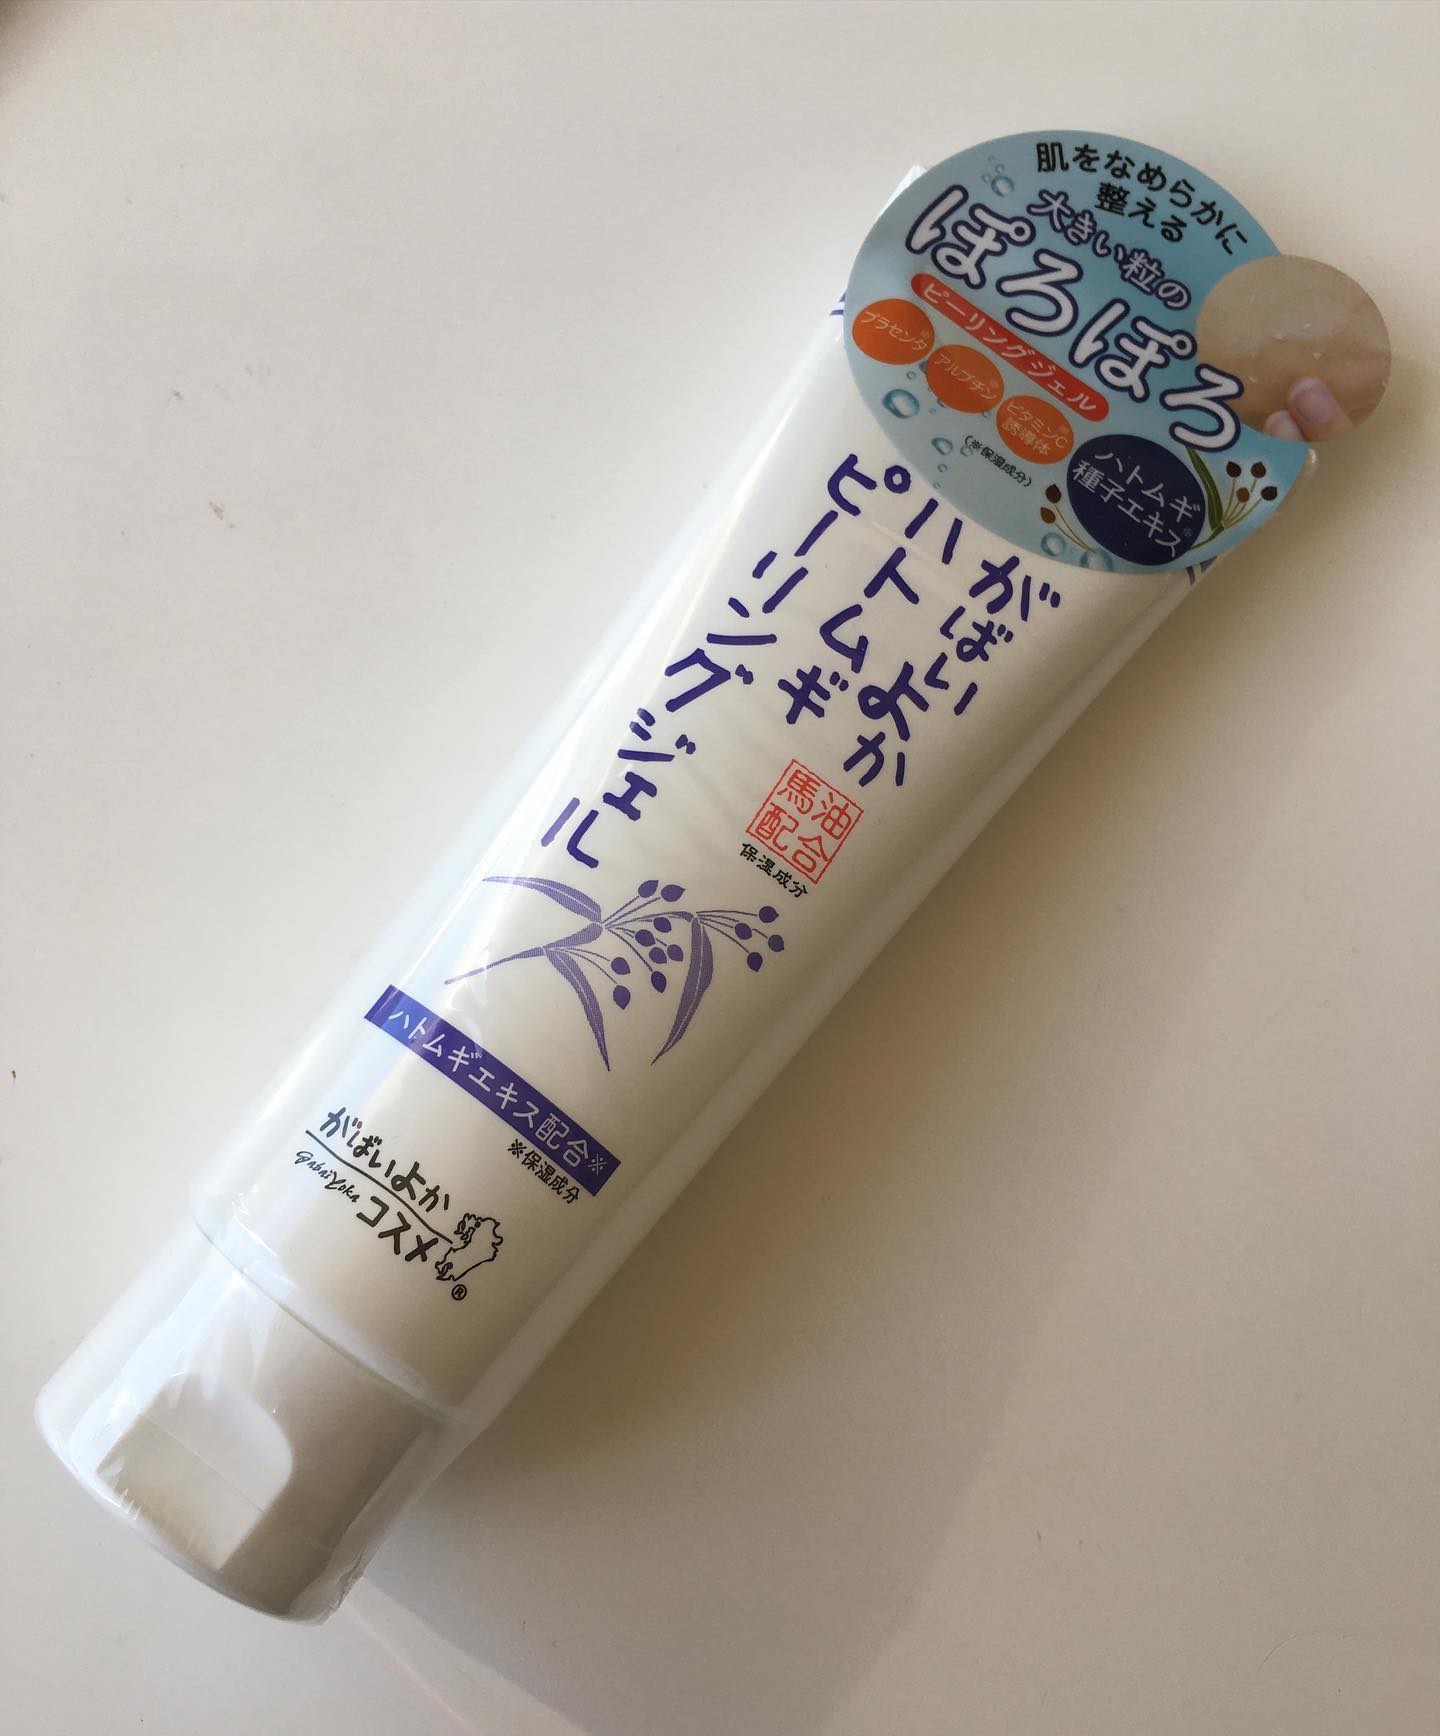 肌をなめらかに
整える
大きい粒の
ぽろぽろ
ピーリングジェル
プラセンタ※
アルブチン※
ビタミンC※
誘導体
(※保湿成分)
ハトムギ
種子エキス※
がばいよか
ハトムギ
ピーリングジェル
馬油
配合
保湿成分
ハトムギエキス配合※
※保湿成分
がばいよか
Gabai Yoka
コスメ
®